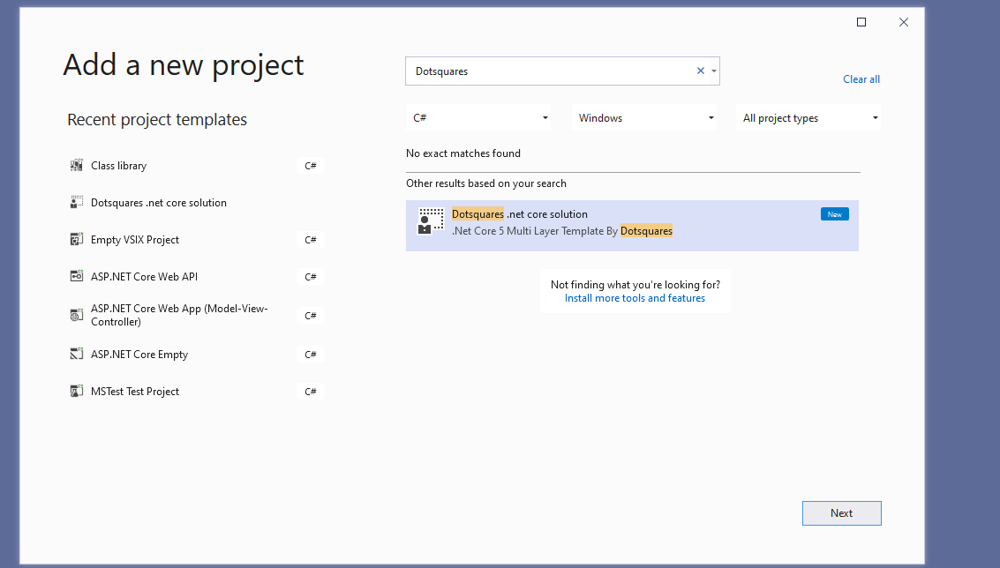 Add a new project
Recent project templates
Class library
C#
Dotsquares .net core solution
Empty VSIX Project
C#
ASP.NET Core Web API
C#
ASP.NET Core Web App (Model-View-
Controller)
C#
ASP.NET Core Empty
C#
MSTest Test Project
C#
Dotsquares
Clear all
C#
Windows
All project types
No exact matches found
Other results based on your search
Dotsquares .net core solution
New
.Net Core 5 Multi Layer Template By Dotsquares
Not finding what you're looking for?
Install more tools and features
Next